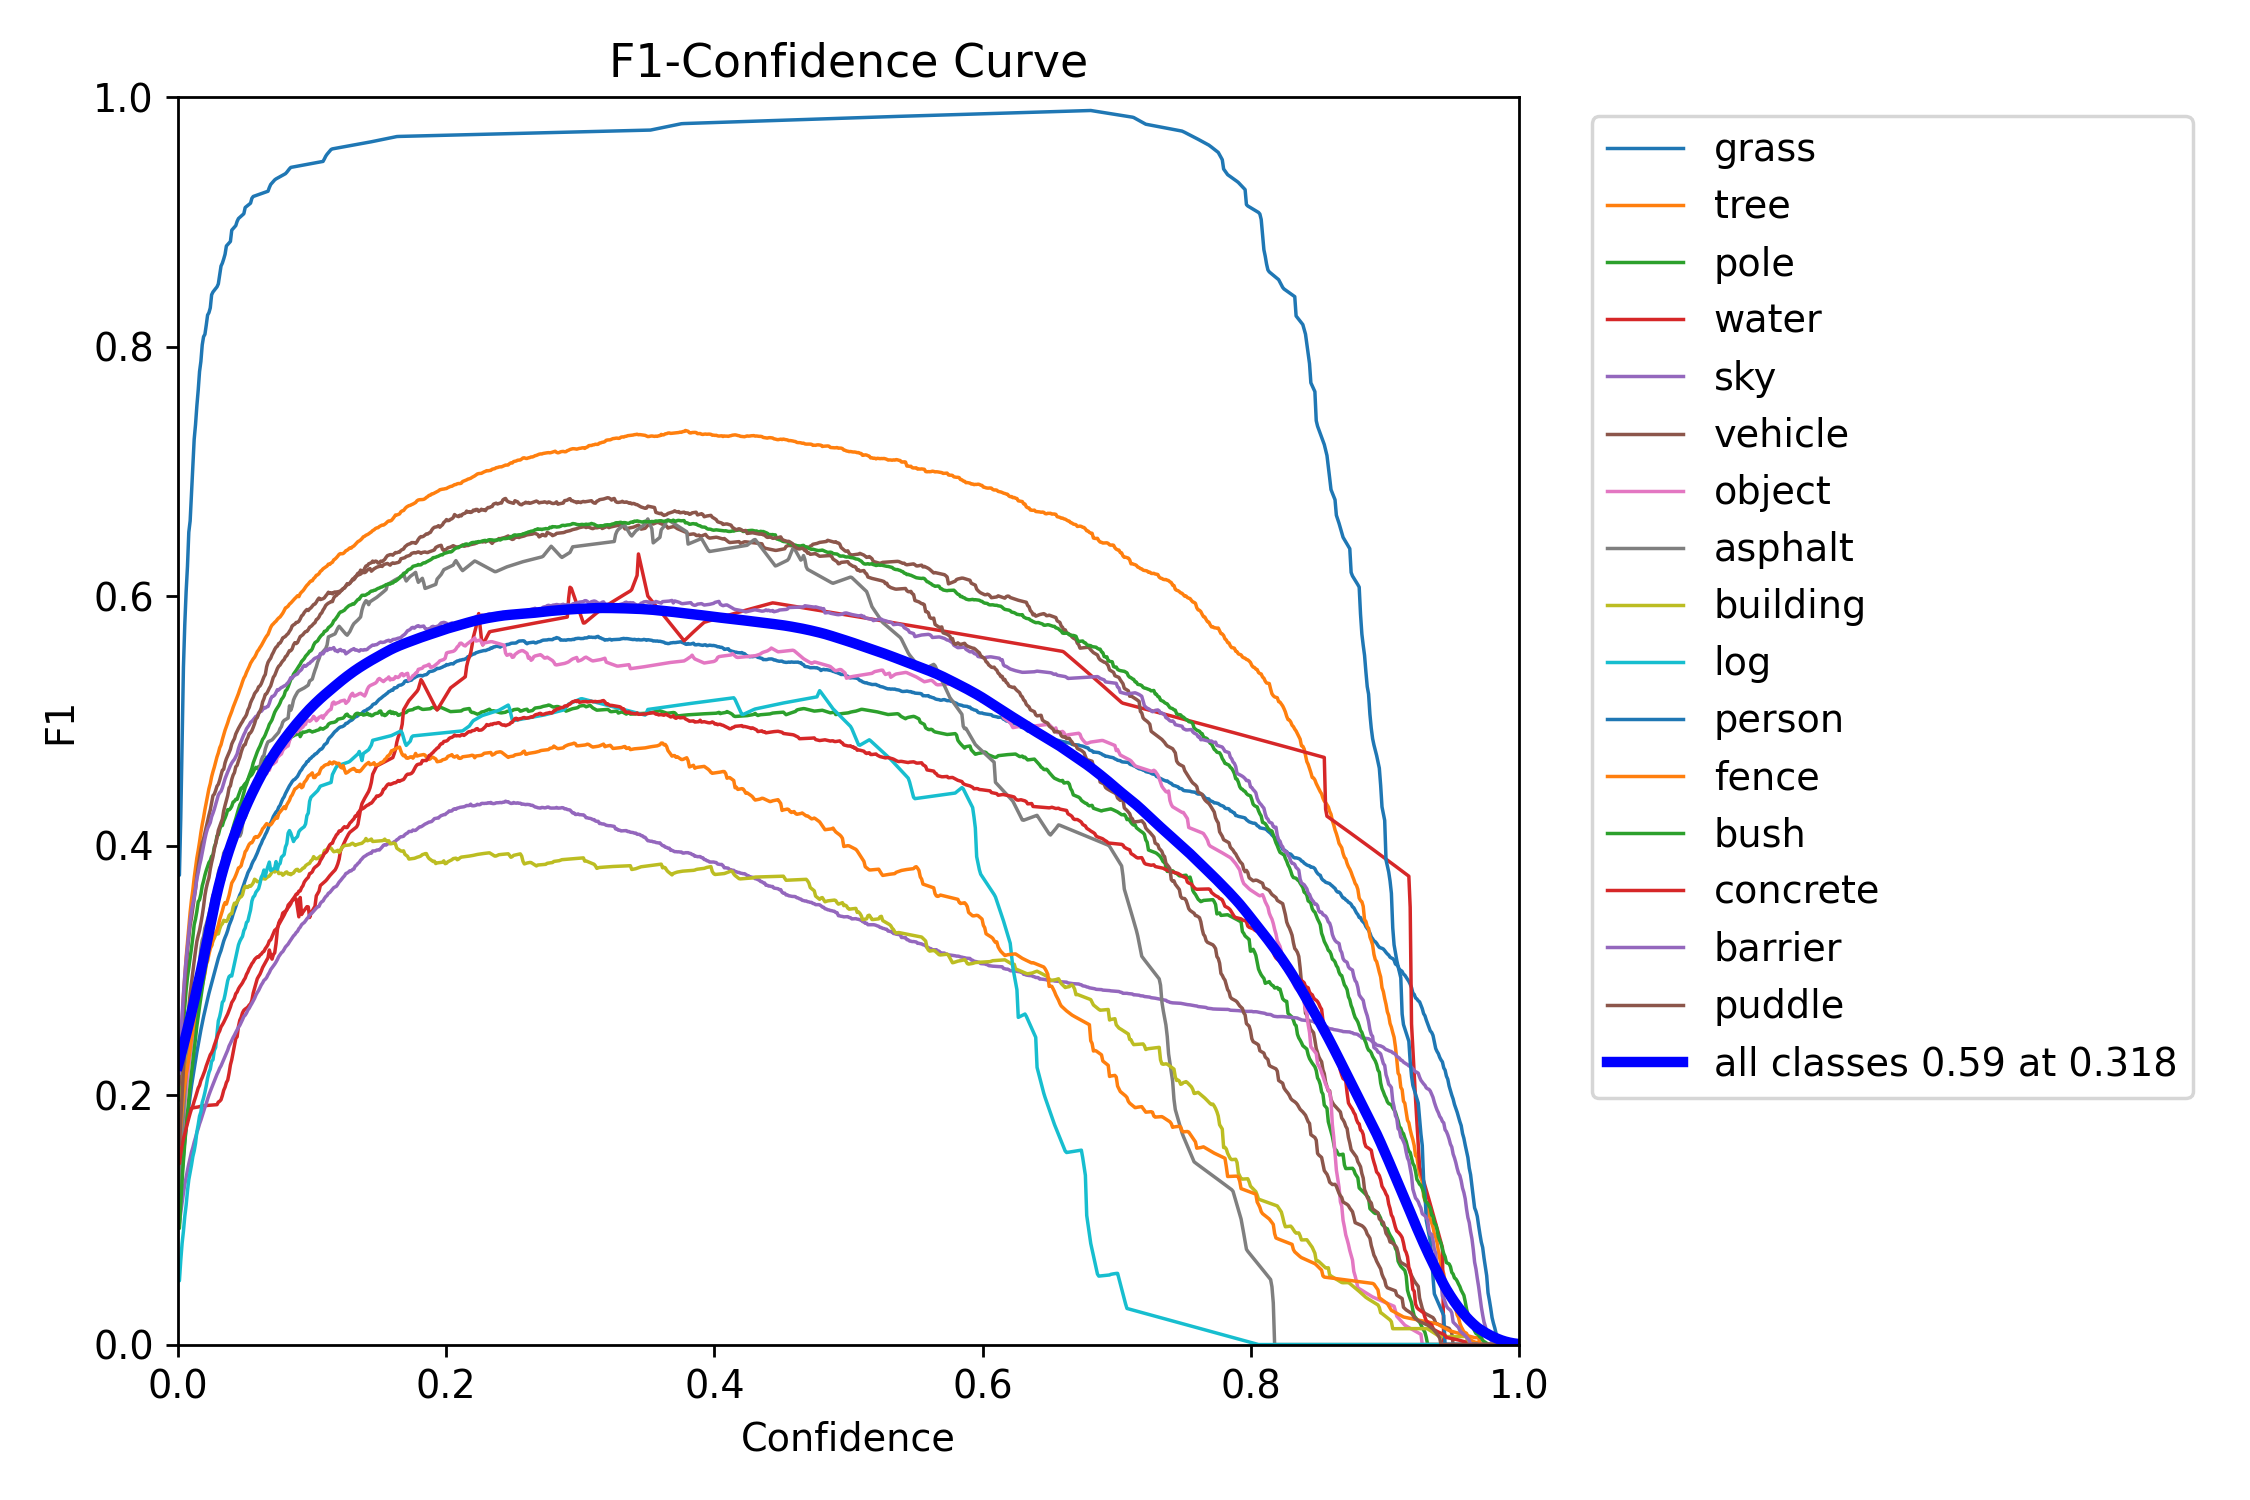 F1-Confidence Curve
1.0
0.8
0.6
0.4
0.2
0.0
F1
0.0 0.2 0.4 0.6 0.8 1.0
Confidence
grass
tree
pole
water
sky
vehicle
object
asphalt
building
log
person
fence
bush
concrete
barrier
puddle
all classes 0.59 at 0.318